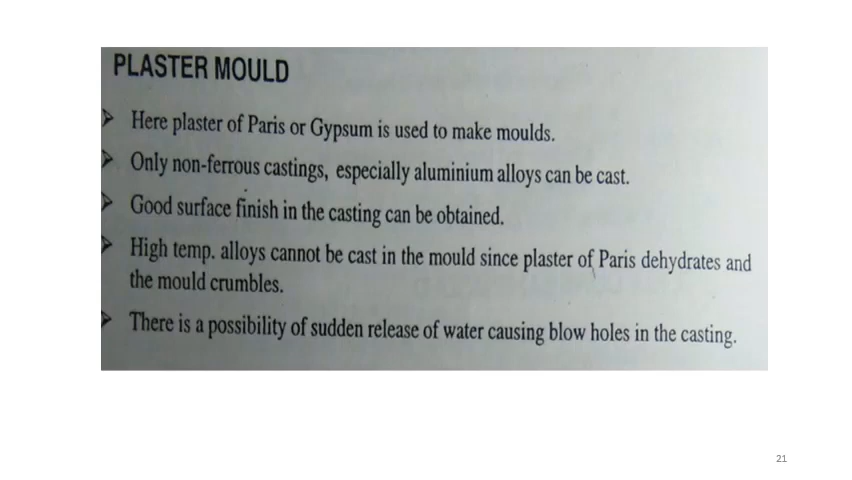 PLASTER MOULD
➢ Here plaster of Paris or Gypsum is used to make moulds.
➢ Only non-ferrous castings, especially aluminium alloys can be cast.
➢ Good surface finish in the casting can be obtained.
➢ High temp. alloys cannot be cast in the mould since plaster of Paris dehydrates and
the mould crumbles.
➢ There is a possibility of sudden release of water causing blow holes in the casting.
21